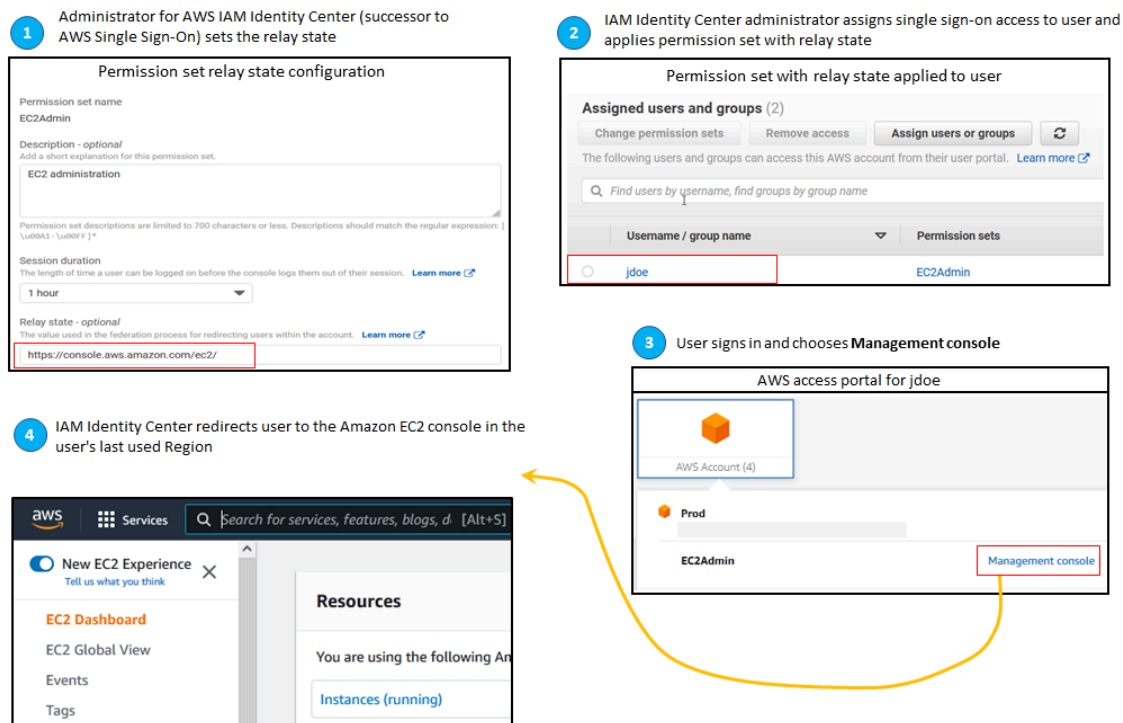 1
Administrator for AWS IAM Identity Center (successor to
AWS Single Sign-On) sets the relay state
Permission set relay state configuration
Permission set name
EC2Admin
Description - optional
Add a short explanation for this permission set.
EC2 administration
Permission set descriptions are limited to 700 characters or less. Descriptions should match the regular expression: [
\u00A1-\u00FF ]*
Session duration
The length of time a user can be logged on before the console logs them out of their session. Learn more
1 hour
Relay state - optional
The value used in the federation process for redirecting users within the account. Learn more
https://console.aws.amazon.com/ec2/
2
IAM Identity Center administrator assigns single sign-on access to user and
applies permission set with relay state
Permission set with relay state applied to user
Assigned users and groups (2)
Change permission sets Remove access Assign users or groups
The following users and groups can access this AWS account from their user portal. Learn more
Find users by username, find groups by group name
Username / group name Permission sets
jdoe EC2Admin
3
User signs in and chooses Management console
AWS access portal for jdoe
AWS Account (4)
Prod
EC2Admin Management console
4
IAM Identity Center redirects user to the Amazon EC2 console in the
user's last used Region
aws Services Search for services, features, blogs, d [Alt+S]
New EC2 Experience
Tell us what you think
EC2 Dashboard
EC2 Global View
Events
Tags
Resources
You are using the following Am
Instances (running)